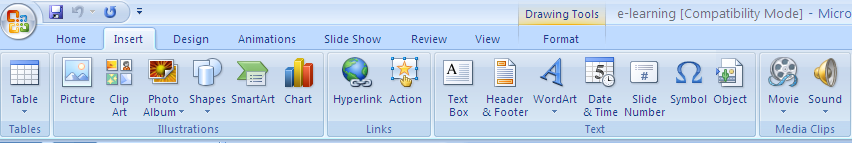 Drawing Tools
e-learning [Compatibility Mode] - Micro
Home Insert Design Animations Slide Show Review View Format
Table
Picture
Clip Art
Photo Album
Shapes
SmartArt
Chart
Hyperlink
Action
A
Text Box
Header & Footer
A
WordArt
5
Date & Time
#
Slide Number
Ω
Symbol
Object
Movie
Sound
Tables Illustrations Links Text Media Clips